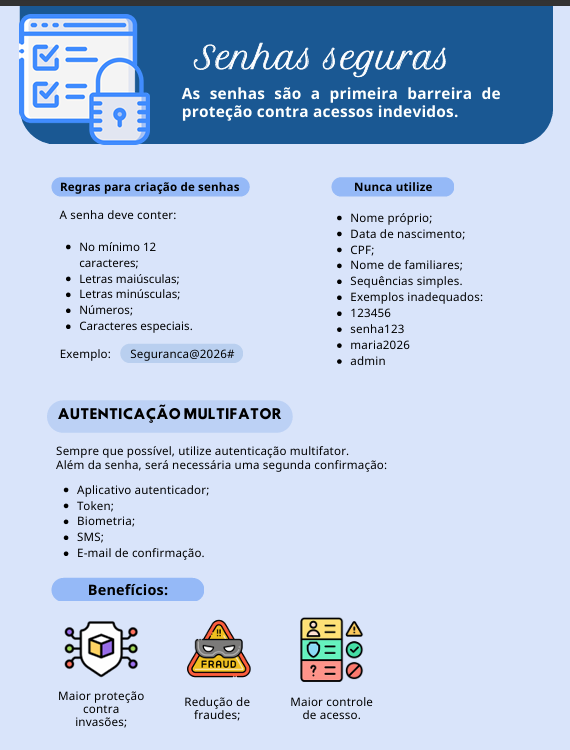 Senhas seguras
As senhas são a primeira barreira de
proteção contra acessos indevidos.
Regras para criação de senhas
A senha deve conter:
No mínimo 12
caracteres;
Letras maiúsculas;
Letras minúsculas;
Números;
Caracteres especiais.
Exemplo: Seguranca@2026#
Nunca utilize
Nome próprio;
Data de nascimento;
CPF;
Nome de familiares;
Sequências simples.
Exemplos inadequados:
123456
senha123
maria2026
admin
AUTENTICAÇÃO MULTIFATOR
Sempre que possível, utilize autenticação multifator.
Além da senha, será necessária uma segunda confirmação:
Aplicativo autenticador;
Token;
Biometria;
SMS;
E-mail de confirmação.
Benefícios:
Maior proteção
contra
invasões;
!!
FRAUD
Redução de
fraudes;
?
Maior controle
de acesso.